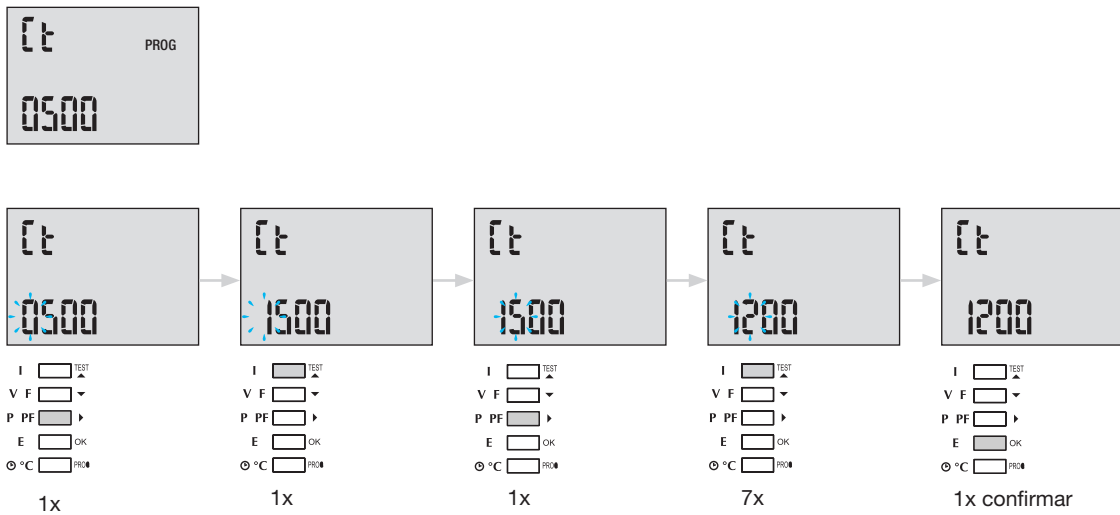 Ct PROG
0500
Ct Ct Ct Ct Ct
0500 1500 1500 1200 1200
I TEST I TEST I TEST I TEST I TEST
V F V F V F V F V F
P PF P PF P PF P PF P PF
E OK E OK E OK E OK E OK
°C PROG °C PROG °C PROG °C PROG °C PROG
1x 1x 1x 7x 1x confirmar